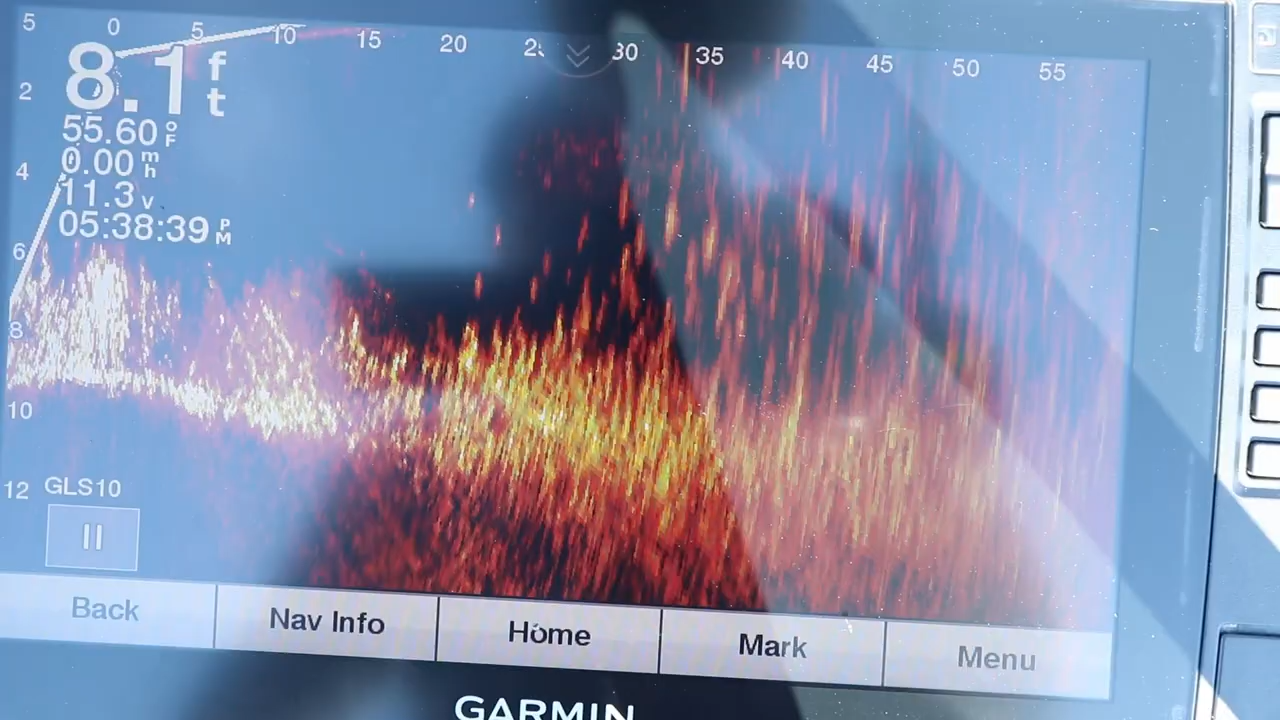 5 0 5 10 15 20 25 30 35 40 45 50 55
8.1 ft
2
55.60 °F
0.00 mh
4
11.3 v
05:38:39 PM
6
8
10
12 GLS10
Back Nav Info Home Mark Menu
GARMIN